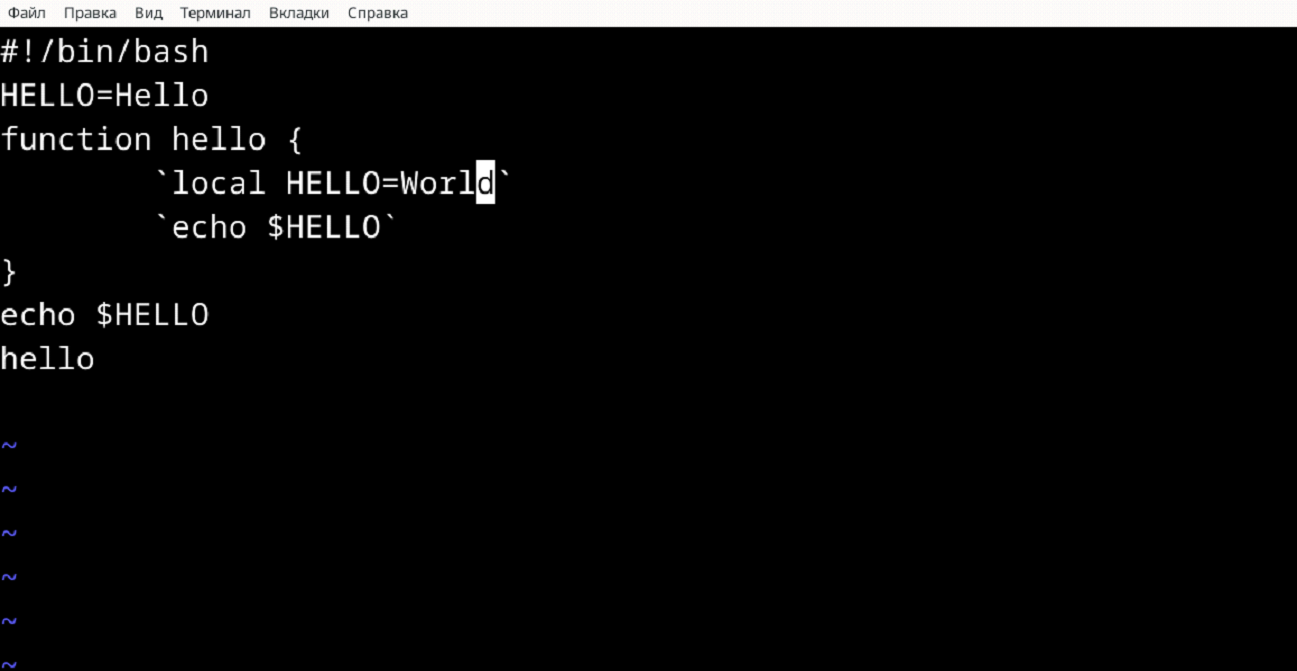 Файл Правка Вид Терминал Вкладки Справка
#!/bin/bash
HELLO=Hello
function hello {
        `local HELLO=World`
        `echo $HELLO`
}
echo $HELLO
hello
~
~
~
~
~
~